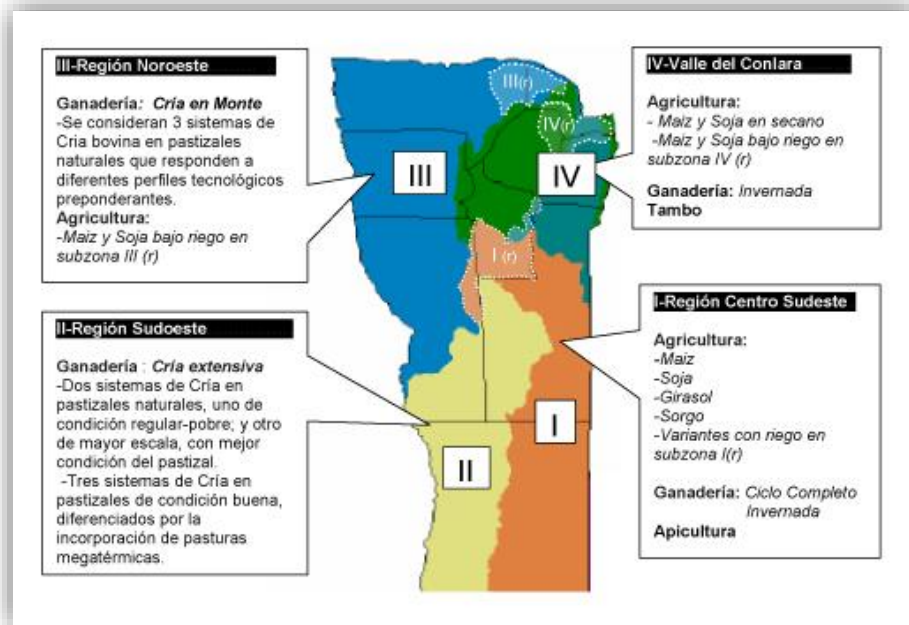 III-Región Noroeste
Ganadería: Cría en Monte
-Se consideran 3 sistemas de
Cria bovina en pastizales
naturales que responden a
diferentes perfiles tecnológicos
preponderantes.
Agricultura:
-Maiz y Soja bajo riego en
subzona III (r)
II-Región Sudoeste
Ganadería : Cría extensiva
-Dos sistemas de Cría en
pastizales naturales, uno de
condición regular-pobre; y otro
de mayor escala, con mejor
condición del pastizal.
-Tres sistemas de Cría en
pastizales de condición buena,
diferenciados por la
incorporación de pasturas
megatérmicas.
III(r)
IV(r)
III
IV
I (r)
I
II
IV-Valle del Conlara
Agricultura:
- Maiz y Soja en secano
-Maiz y Soja bajo riego en
subzona IV (r)
Ganadería: Invernada
Tambo
I-Región Centro Sudeste
Agricultura:
-Maiz
-Soja
-Girasol
-Sorgo
-Variantes con riego en
subzona I(r)
Ganadería: Ciclo Completo
Invernada
Apicultura